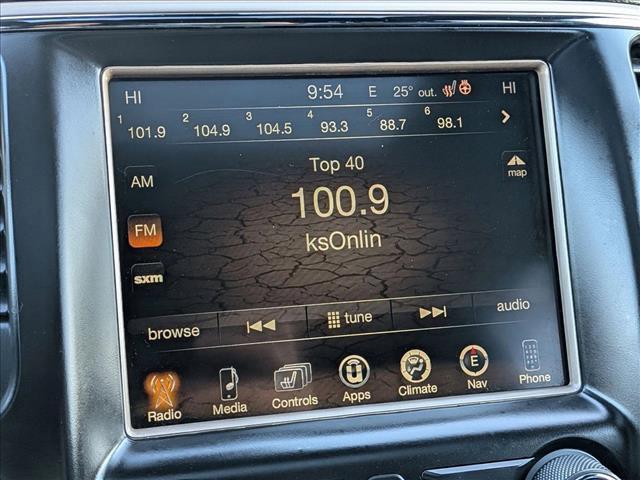 HI 9:54 E 25° out. HI
1 101.9 2 104.9 3 104.5 4 93.3 5 88.7 6 98.1
AM
Top 40
map
FM
100.9
ksOnlin
sxm
browse tune audio
Radio Media Controls Apps Climate E Nav Phone